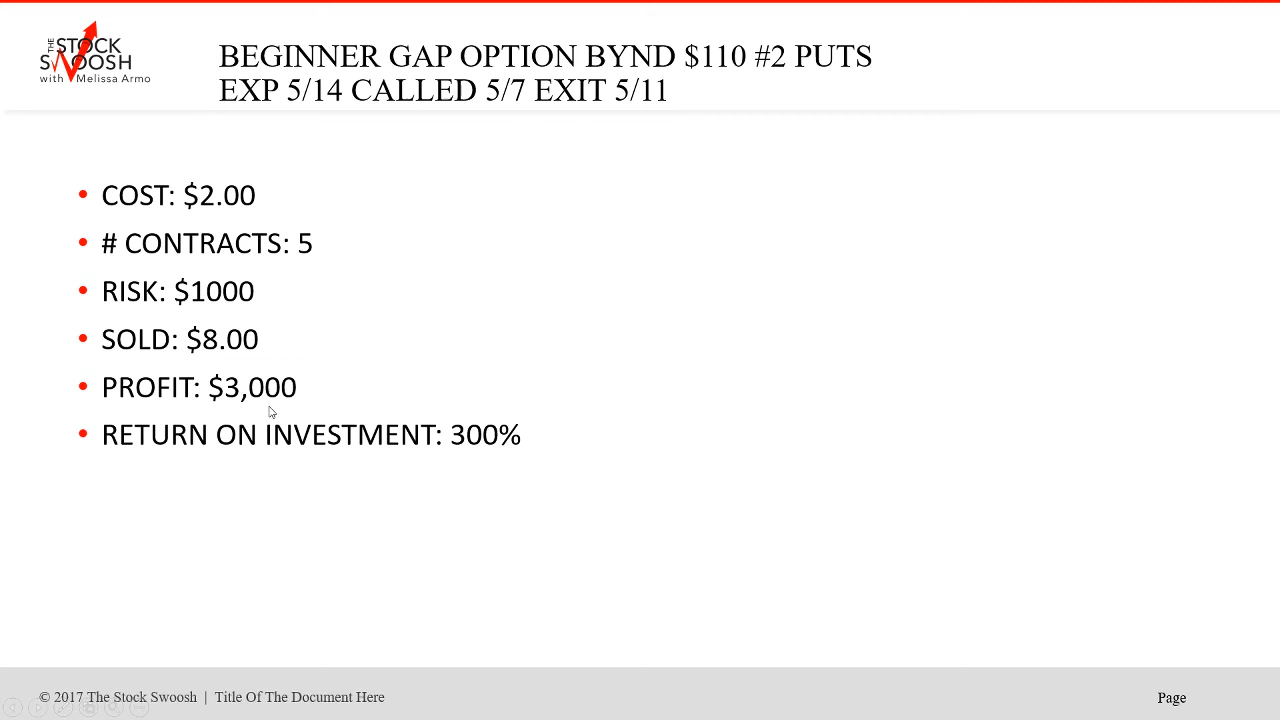 THE
STOCK
SWOOSH
with Melissa Armo
BEGINNER GAP OPTION BYND $110 #2 PUTS
EXP 5/14 CALLED 5/7 EXIT 5/11
• COST: $2.00
• # CONTRACTS: 5
• RISK: $1000
• SOLD: $8.00
• PROFIT: $3,000
• RETURN ON INVESTMENT: 300%
© 2017 The Stock Swoosh | Title Of The Document Here
Page